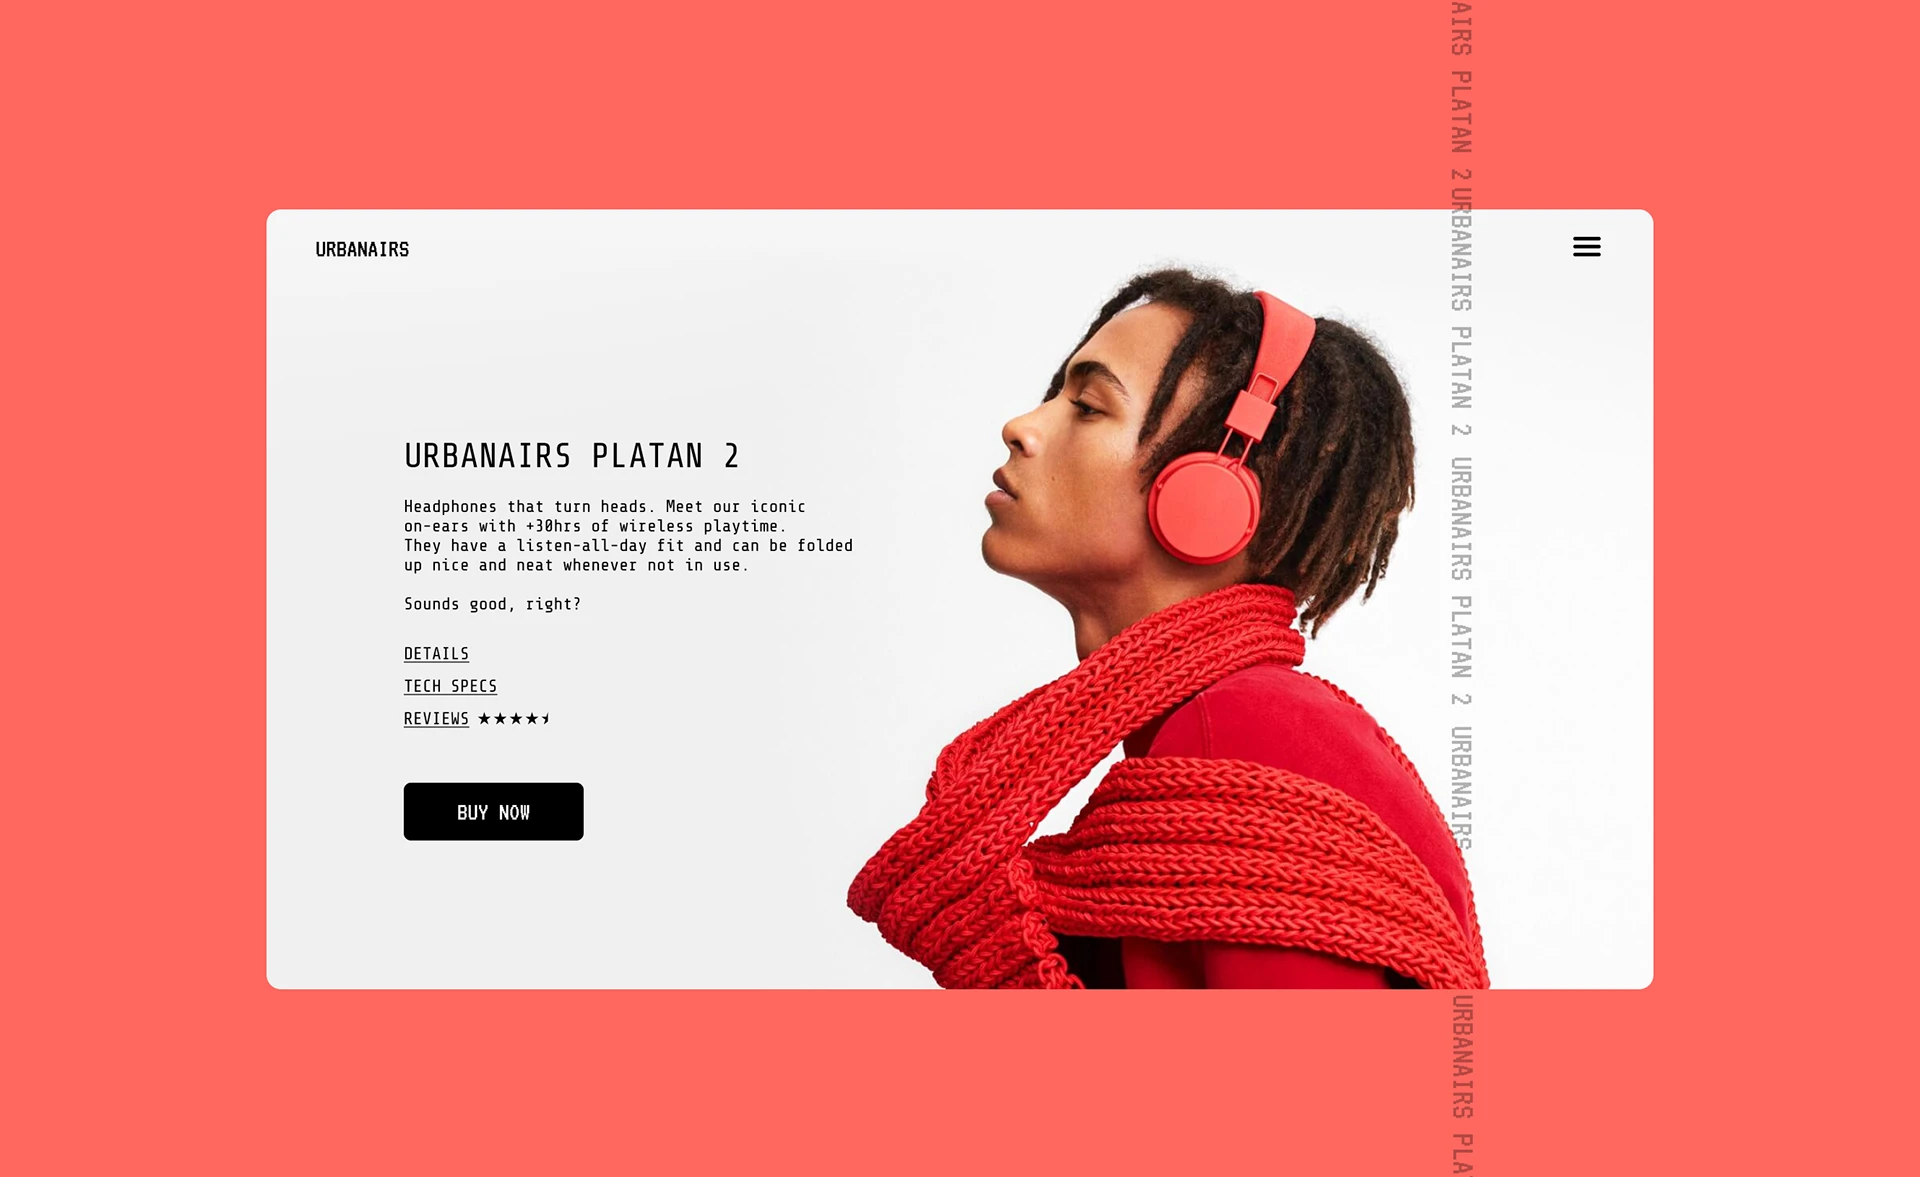 URBANAIRS
URBANAIRS PLATAN 2
Headphones that turn heads. Meet our iconic
on-ears with +30hrs of wireless playtime.
They have a listen-all-day fit and can be folded
up nice and neat whenever not in use.
Sounds good, right?
DETAILS
TECH SPECS
REVIEWS ★★★★⯨
BUY NOW
AIRS PLATAN 2 URBANAIRS PLATAN 2 URBANAIRS PLATAN 2 URBANAIRS
URBANAIRS PLA